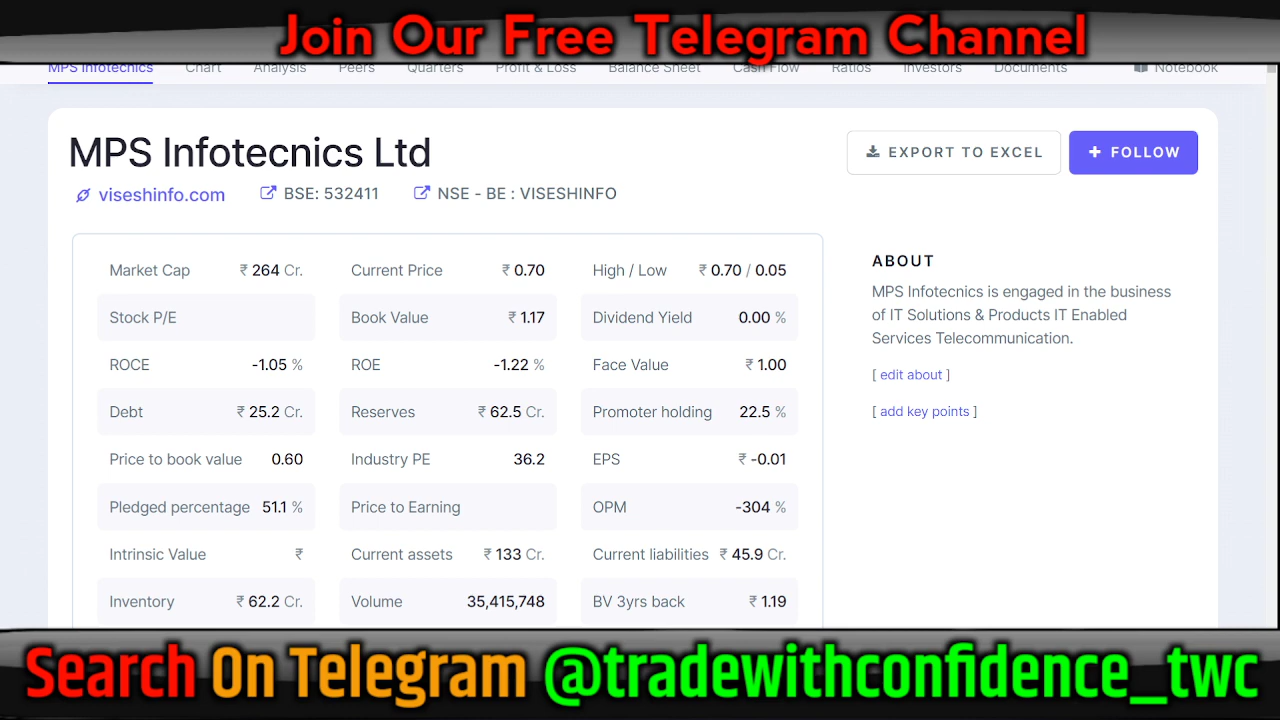 Join Our Free Telegram Channel
MPS Infotecnics Chart Analysis Peers Quarters Profit & Loss Balance Sheet Cash Flow Ratios Investors Documents Notebook
MPS Infotecnics Ltd
EXPORT TO EXCEL
+ FOLLOW
viseshinfo.com BSE: 532411 NSE - BE : VISESHINFO
Market Cap ₹ 264 Cr. Current Price ₹ 0.70 High / Low ₹ 0.70 / 0.05
Stock P/E Book Value ₹ 1.17 Dividend Yield 0.00 %
ROCE -1.05 % ROE -1.22 % Face Value ₹ 1.00
Debt ₹ 25.2 Cr. Reserves ₹ 62.5 Cr. Promoter holding 22.5 %
Price to book value 0.60 Industry PE 36.2 EPS ₹ -0.01
Pledged percentage 51.1 % Price to Earning OPM -304 %
Intrinsic Value ₹ Current assets ₹ 133 Cr. Current liabilities ₹ 45.9 Cr.
Inventory ₹ 62.2 Cr. Volume 35,415,748 BV 3yrs back ₹ 1.19
ABOUT
MPS Infotecnics is engaged in the business
of IT Solutions & Products IT Enabled
Services Telecommunication.
[ edit about ]
[ add key points ]
Search On Telegram @tradewithconfidence_twc